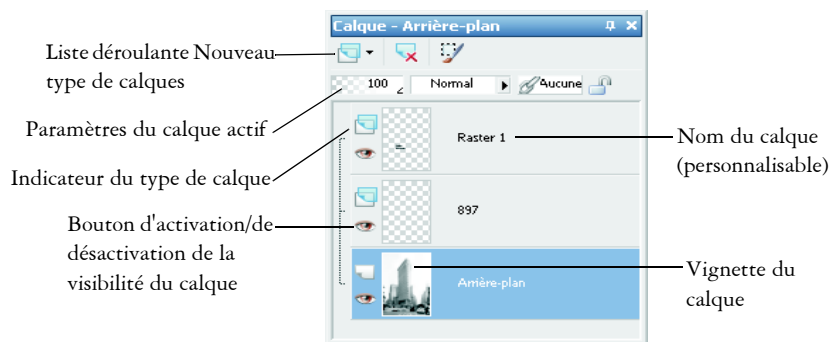 Calque - Arrière-plan
Liste déroulante Nouveau
type de calques
100
Normal
Aucune
Paramètres du calque actif
Raster 1
Nom du calque
(personnalisable)
Indicateur du type de calque
Bouton d'activation/de
désactivation de la
visibilité du calque
897
Arrière-plan
Vignette du
calque